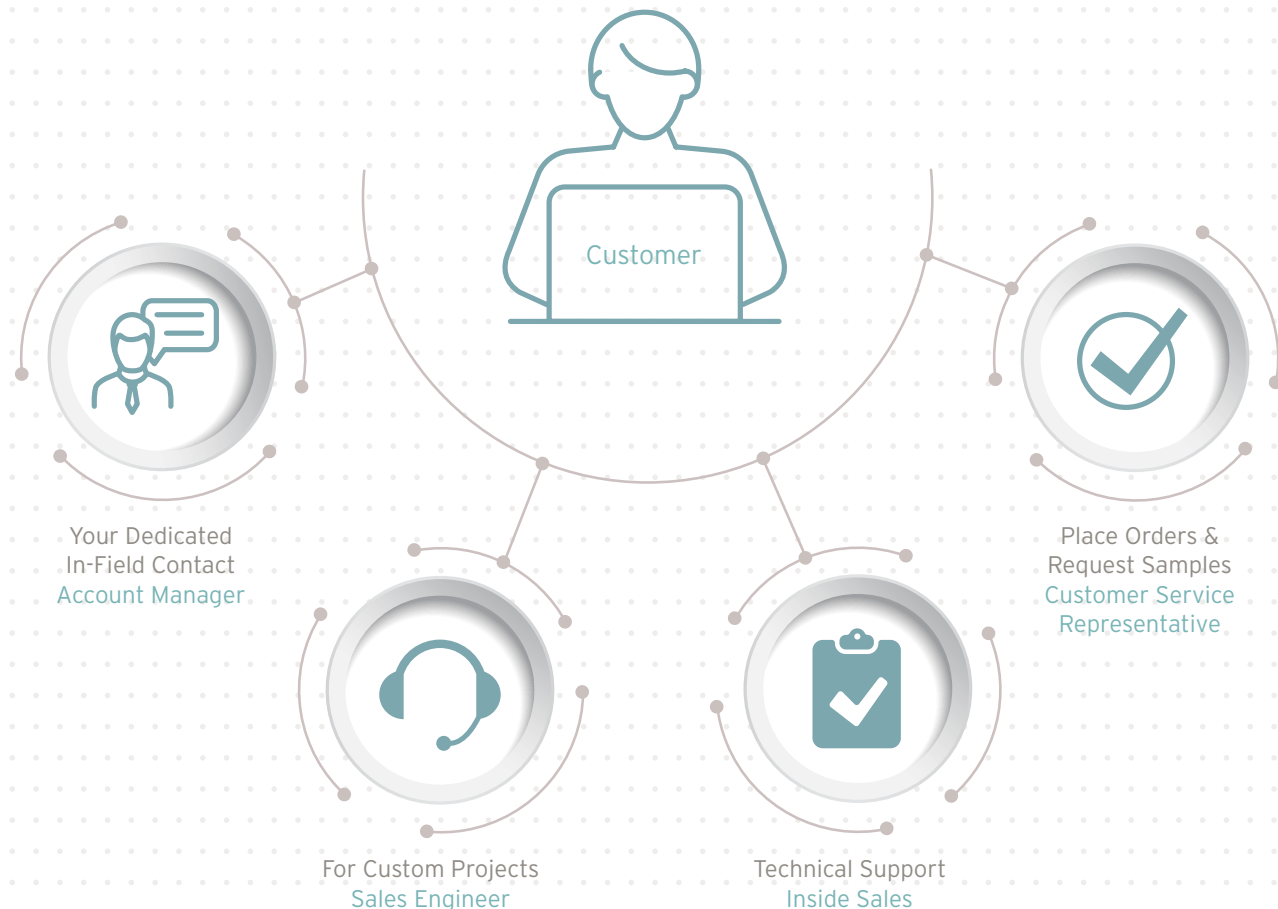 Customer
Your Dedicated
In-Field Contact
Account Manager
Place Orders &
Request Samples
Customer Service
Representative
For Custom Projects
Sales Engineer
Technical Support
Inside Sales